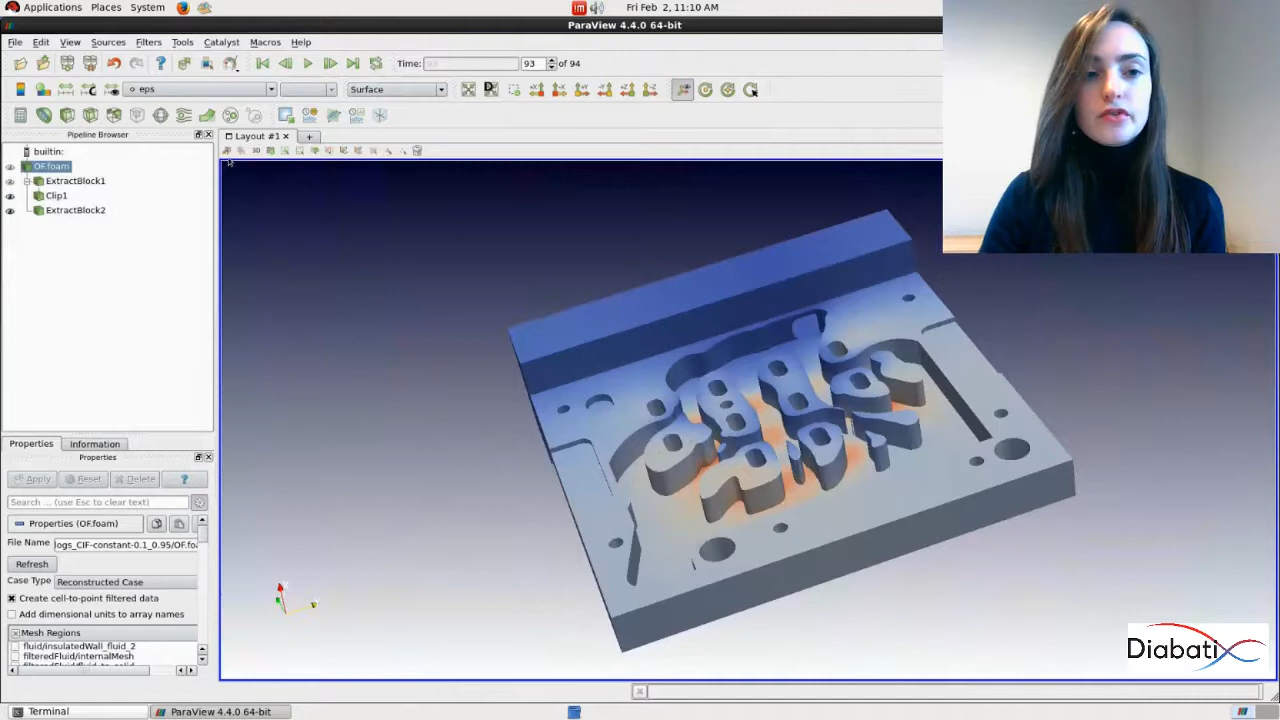 Applications Places System
Fri Feb 2, 11:10 AM
ParaView 4.4.0 64-bit
File Edit View Sources Filters Tools Catalyst Macros Help
Time: 93 of 94
eps
Surface
Pipeline Browser
Layout #1
builtin:
OF.foam
ExtractBlock1
Clip1
ExtractBlock2
Properties Information
Properties
Apply Reset Delete ?
Search ... (use Esc to clear text)
Properties (OF.foam)
File Name logs_CIF-constant-0.1_0.95/OF.foa
Refresh
Case Type Reconstructed Case
Create cell-to-point filtered data
Add dimensional units to array names
Mesh Regions
fluid/insulatedWall_fluid_2
filteredFluid/internalMesh
Diabatix
Terminal
ParaView 4.4.0 64-bit